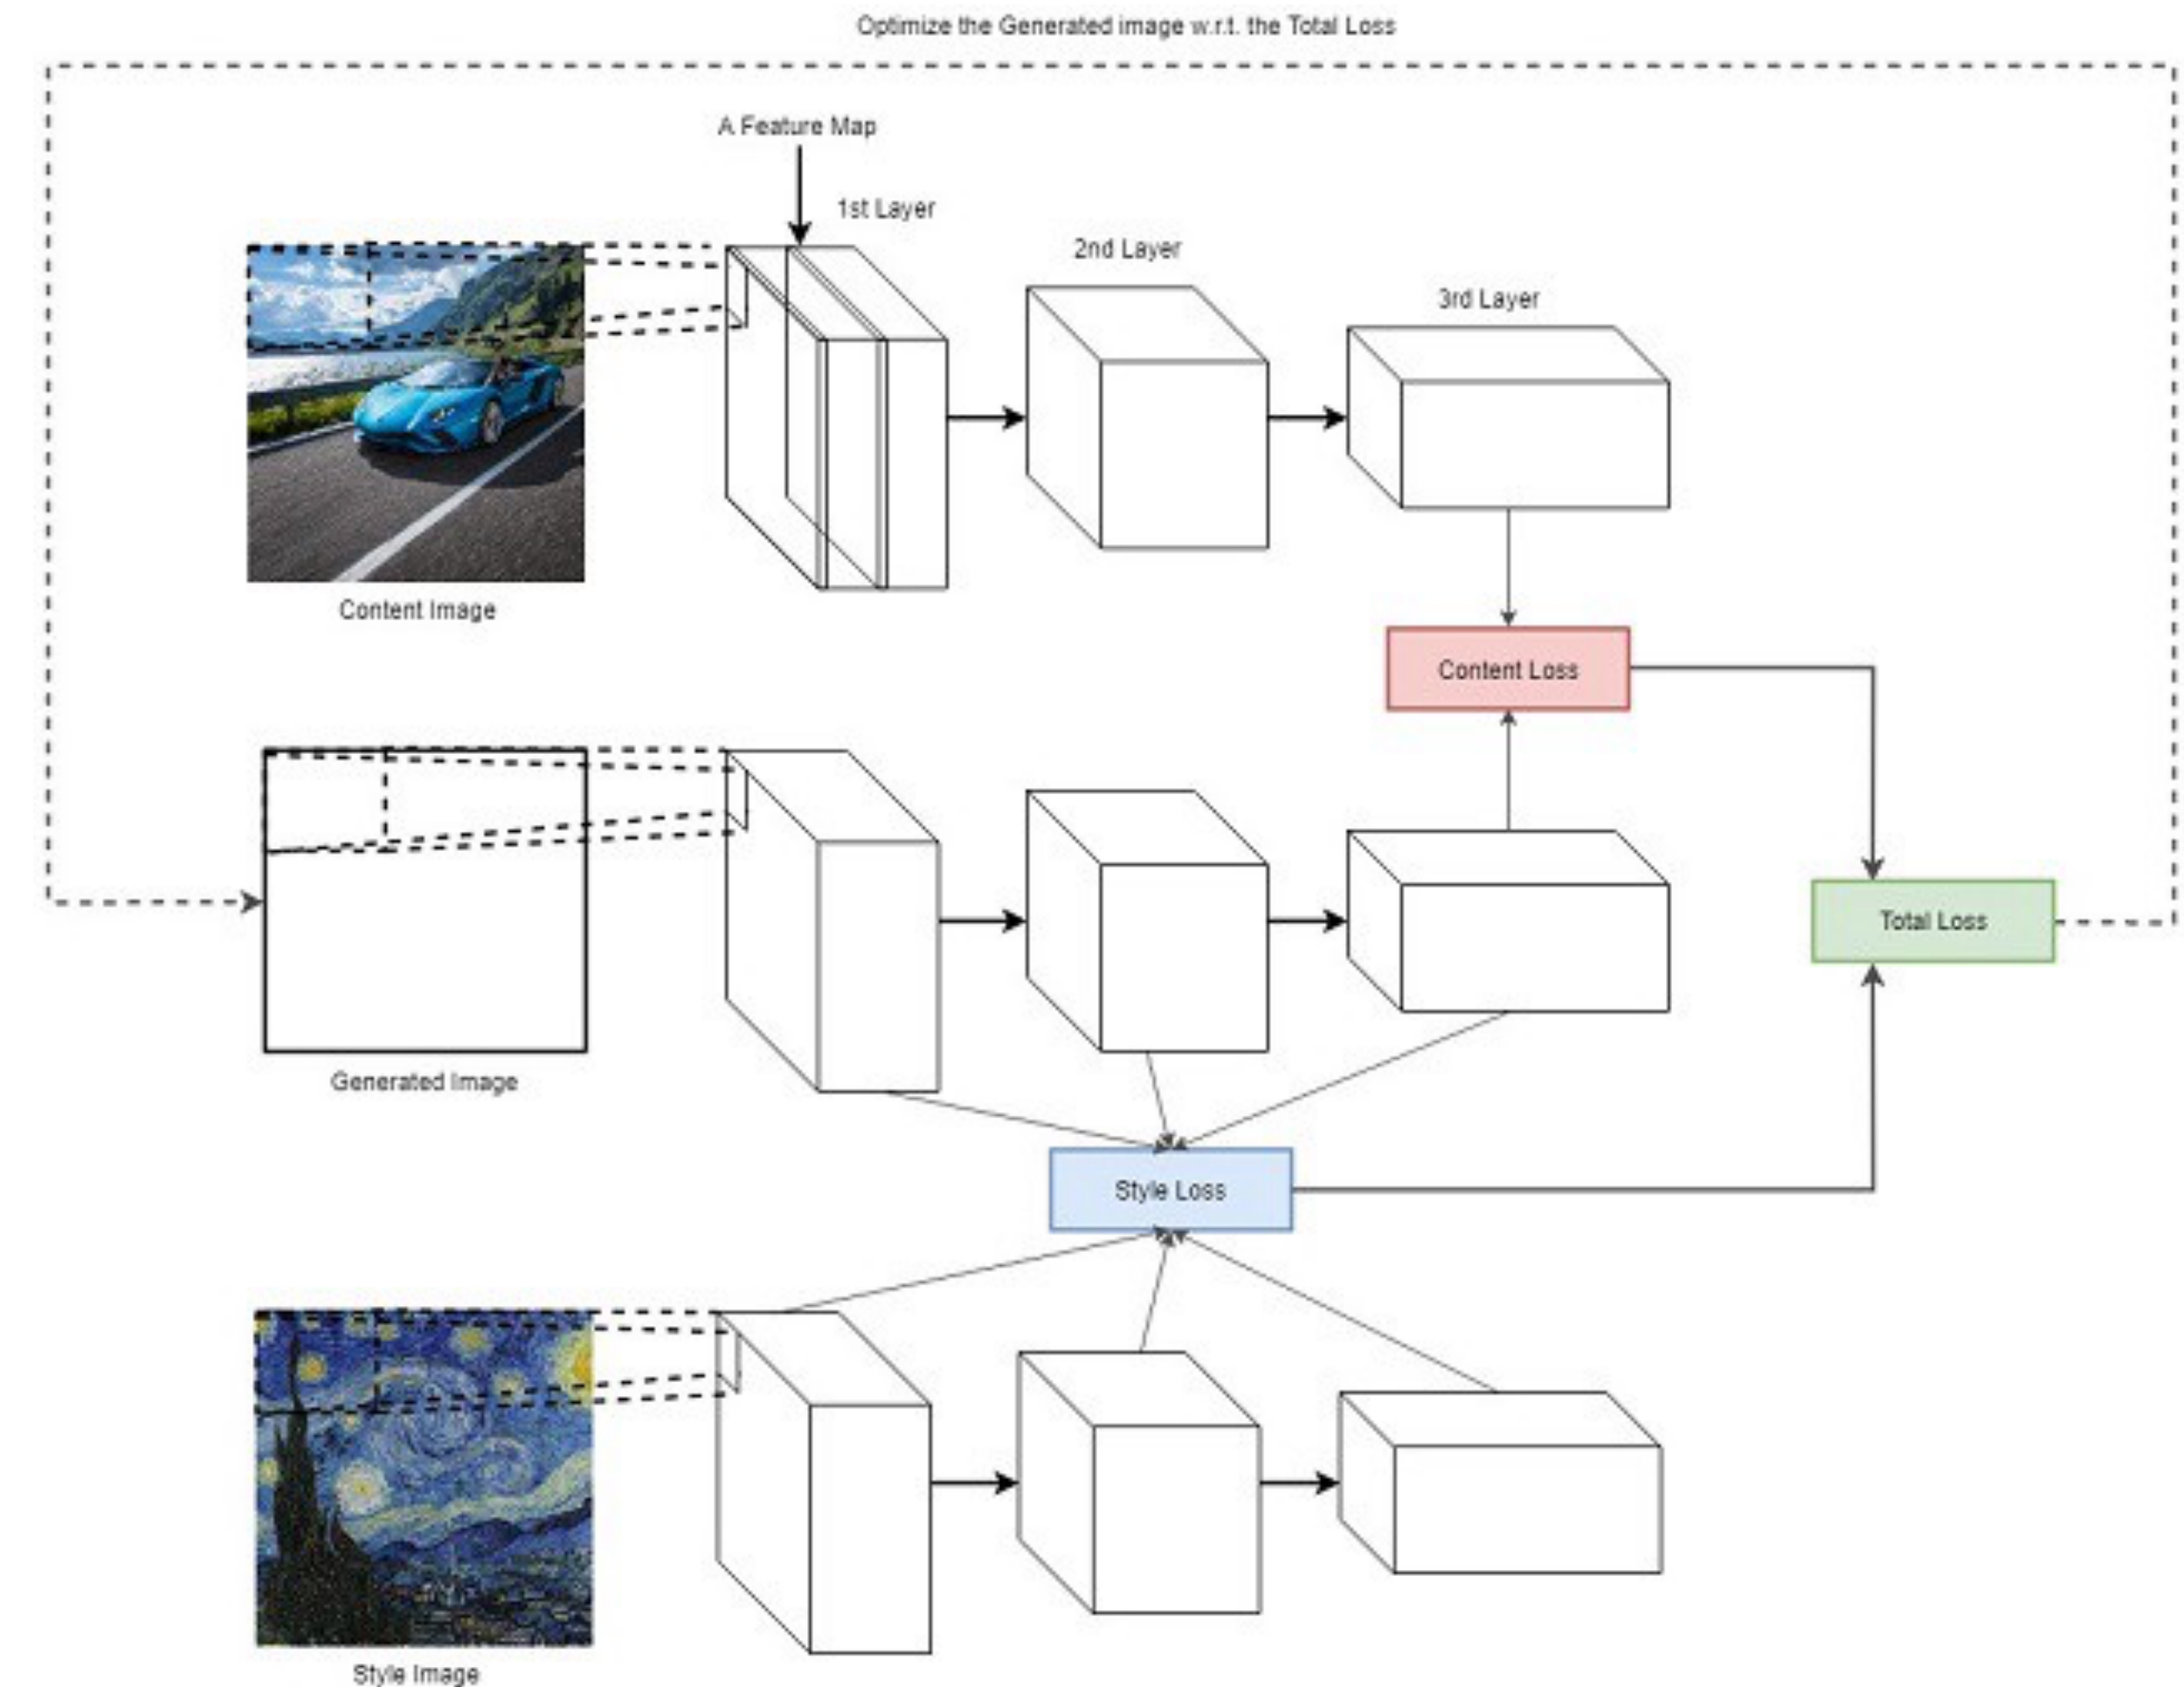 Optimize the Generated image w.r.t. the Total Loss
A Feature Map
1st Layer
2nd Layer
3rd Layer
Content Image
Content Loss
Generated Image
Total Loss
Style Loss
Style Image